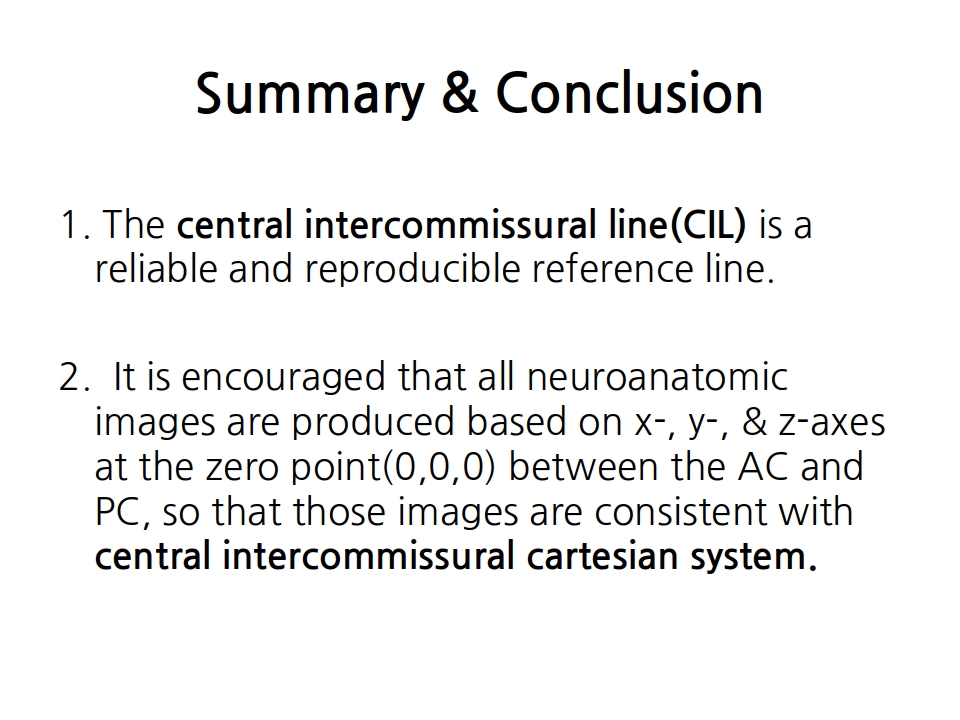 Summary & Conclusion
1. The central intercommissural line(CIL) is a
reliable and reproducible reference line.
2. It is encouraged that all neuroanatomic
images are produced based on x-, y-, & z-axes
at the zero point(0,0,0) between the AC and
PC, so that those images are consistent with
central intercommissural cartesian system.